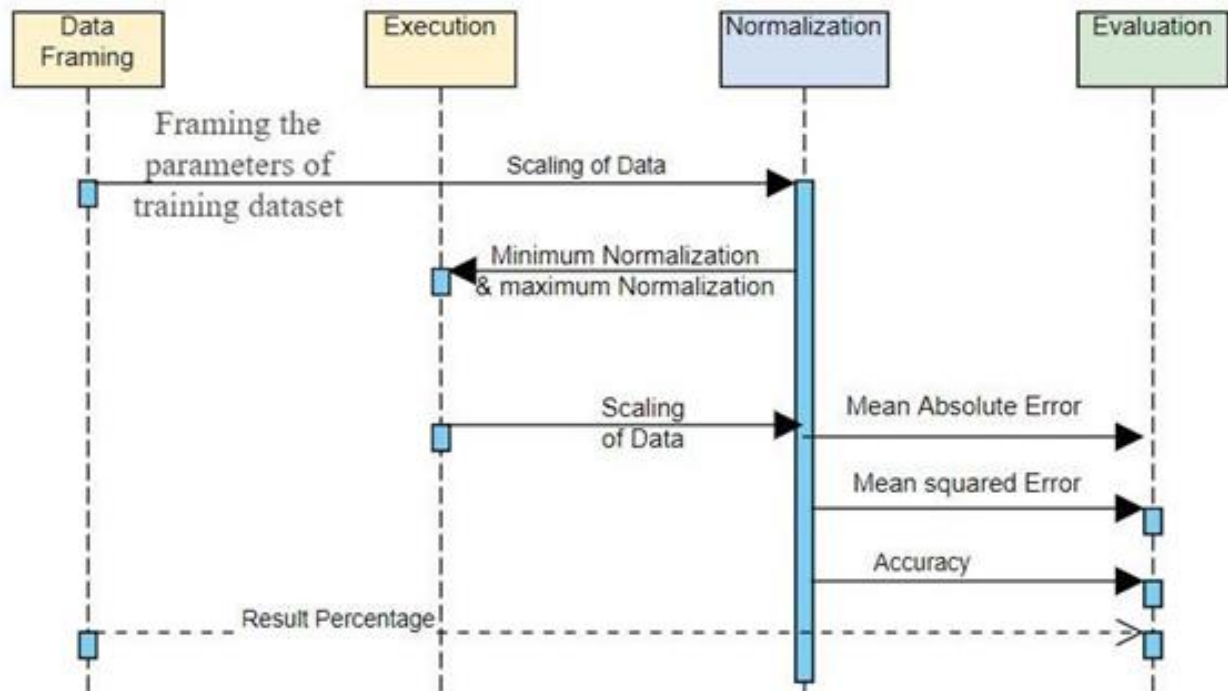 Data
Framing
Execution
Normalization
Evaluation
Framing the
parameters of
training dataset
Scaling of Data
Minimum Normalization
& maximum Normalization
Scaling
of Data
Mean Absolute Error
Mean squared Error
Accuracy
Result Percentage